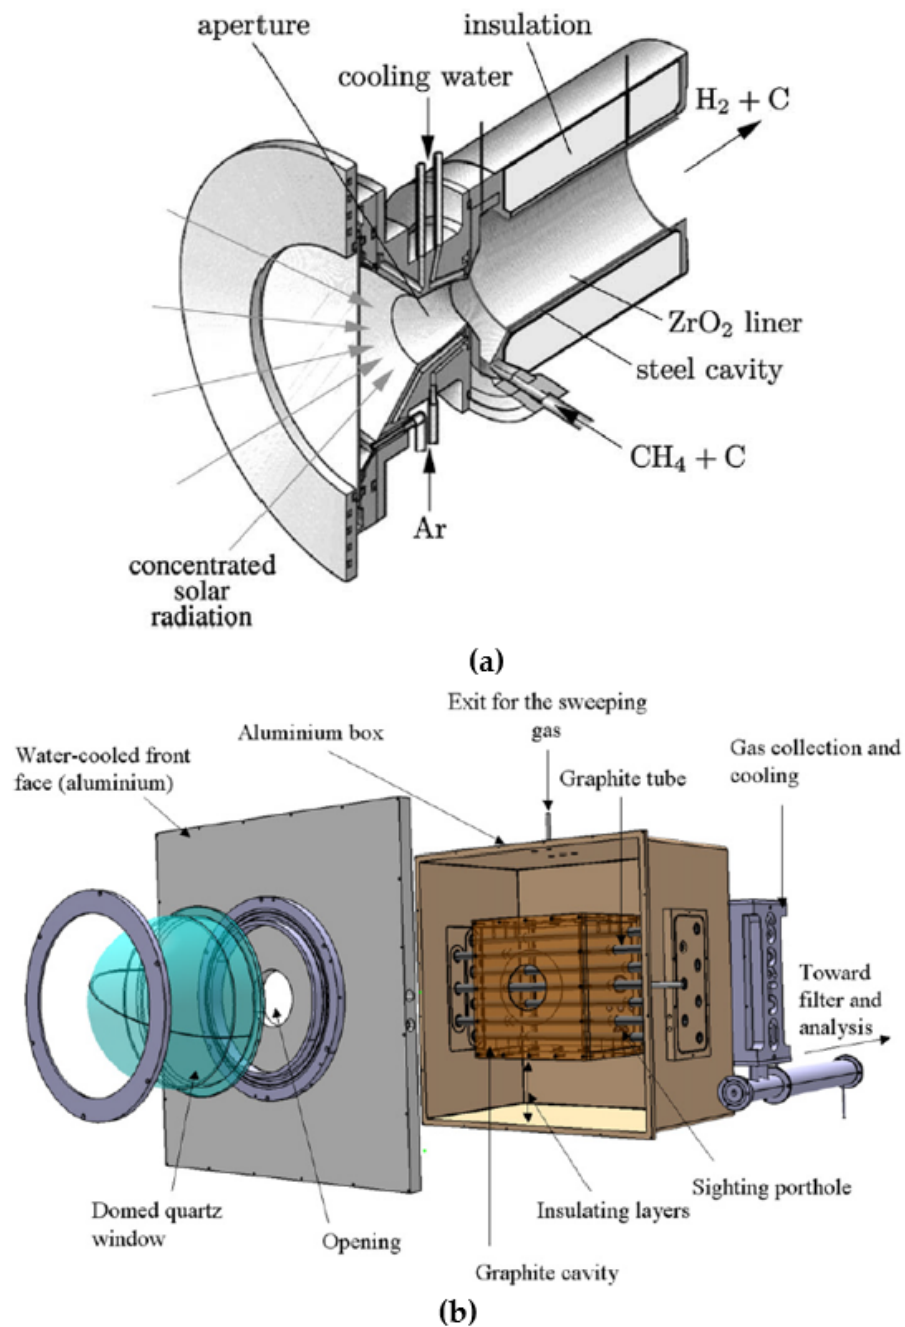 aperture
insulation
cooling water
H₂ + C
ZrO₂ liner
steel cavity
CH₄ + C
Ar
concentrated
solar
radiation
(a)
Exit for the sweeping
gas
Aluminium box
Water-cooled front
face (aluminium)
Graphite tube
Gas collection and
cooling
Toward
filter and
analysis
Sighting porthole
Domed quartz
window
Insulating layers
Opening
Graphite cavity
(b)